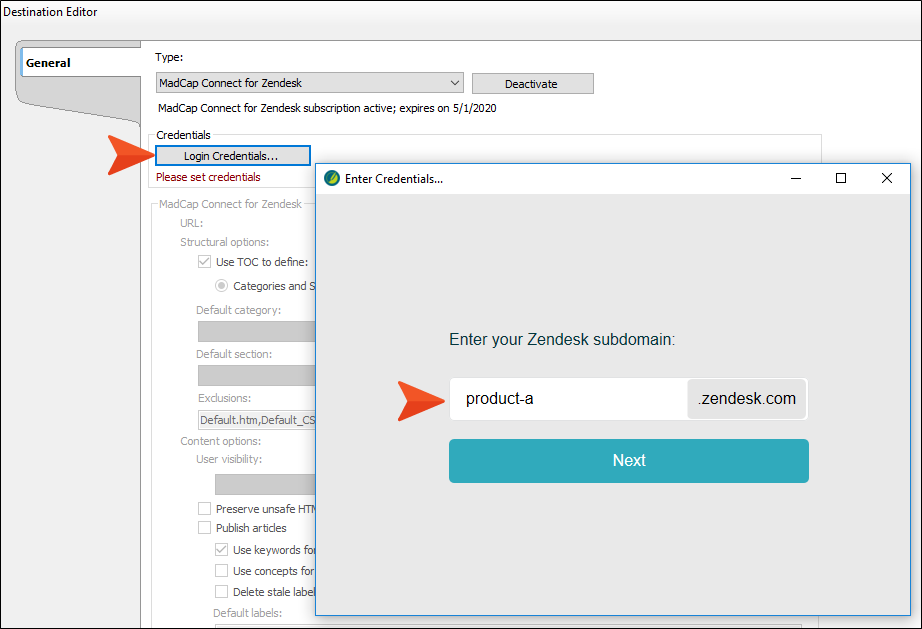 Destination Editor
General
Type:
MadCap Connect for Zendesk
Deactivate
MadCap Connect for Zendesk subscription active; expires on 5/1/2020
Credentials
Login Credentials...
Please set credentials
MadCap Connect for Zendesk
URL:
Structural options:
Use TOC to define:
Categories and S
Default category:
Default section:
Exclusions:
Default.htm,Default_CS
Content options:
User visibility:
Preserve unsafe HTM
Publish articles
Use keywords for
Use concepts for
Delete stale label
Default labels:
Enter Credentials...
Enter your Zendesk subdomain:
product-a .zendesk.com
Next